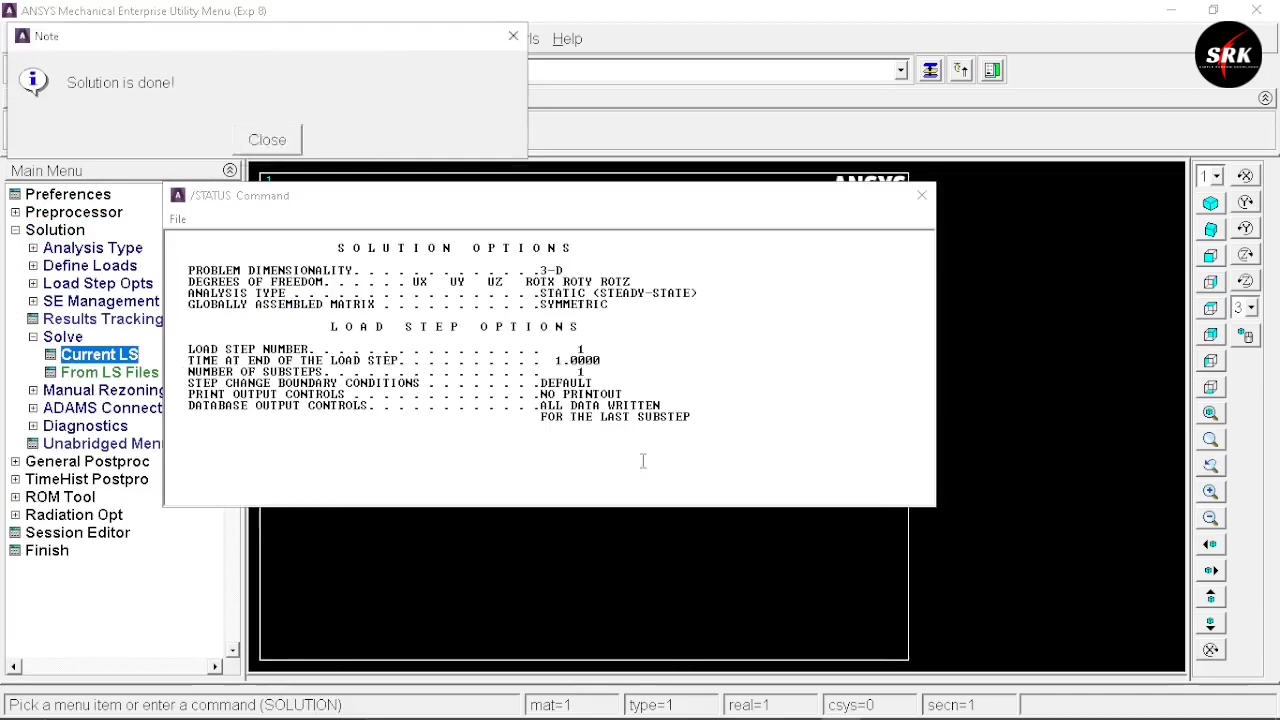 ANSYS Mechanical Enterprise Utility Menu (Exp 8)
Note
Help
Solution is done!
Close
SRK
Main Menu
Preferences
Preprocessor
Solution
Analysis Type
Define Loads
Load Step Opts
SE Management
Results Tracking
Solve
Current LS
From LS Files
Manual Rezoning
ADAMS Connect
Diagnostics
Unabridged Men
General Postproc
TimeHist Postpro
ROM Tool
Radiation Opt
Session Editor
Finish
1
ANSYS
/STATUS Command
File
S O L U T I O N  O P T I O N S
PROBLEM DIMENSIONALITY. . . . . . . . . . . . .3-D
DEGREES OF FREEDOM. . . . . . UX UY UZ ROTX ROTY ROTZ
ANALYSIS TYPE . . . . . . . . . . . . . . . . .STATIC (STEADY-STATE)
GLOBALLY ASSEMBLED MATRIX . . . . . . . . . . .SYMMETRIC
L O A D  S T E P  O P T I O N S
LOAD STEP NUMBER. . . . . . . . . . . . . . . . 1
TIME AT END OF THE LOAD STEP. . . . . . . . . . 1.0000
NUMBER OF SUBSTEPS. . . . . . . . . . . . . . . 1
STEP CHANGE BOUNDARY CONDITIONS . . . . . . . .DEFAULT
PRINT OUTPUT CONTROLS . . . . . . . . . . . . .NO PRINTOUT
DATABASE OUTPUT CONTROLS. . . . . . . . . . . .ALL DATA WRITTEN
FOR THE LAST SUBSTEP
1
3
Pick a menu item or enter a command (SOLUTION)
mat=1
type=1
real=1
csys=0
secn=1